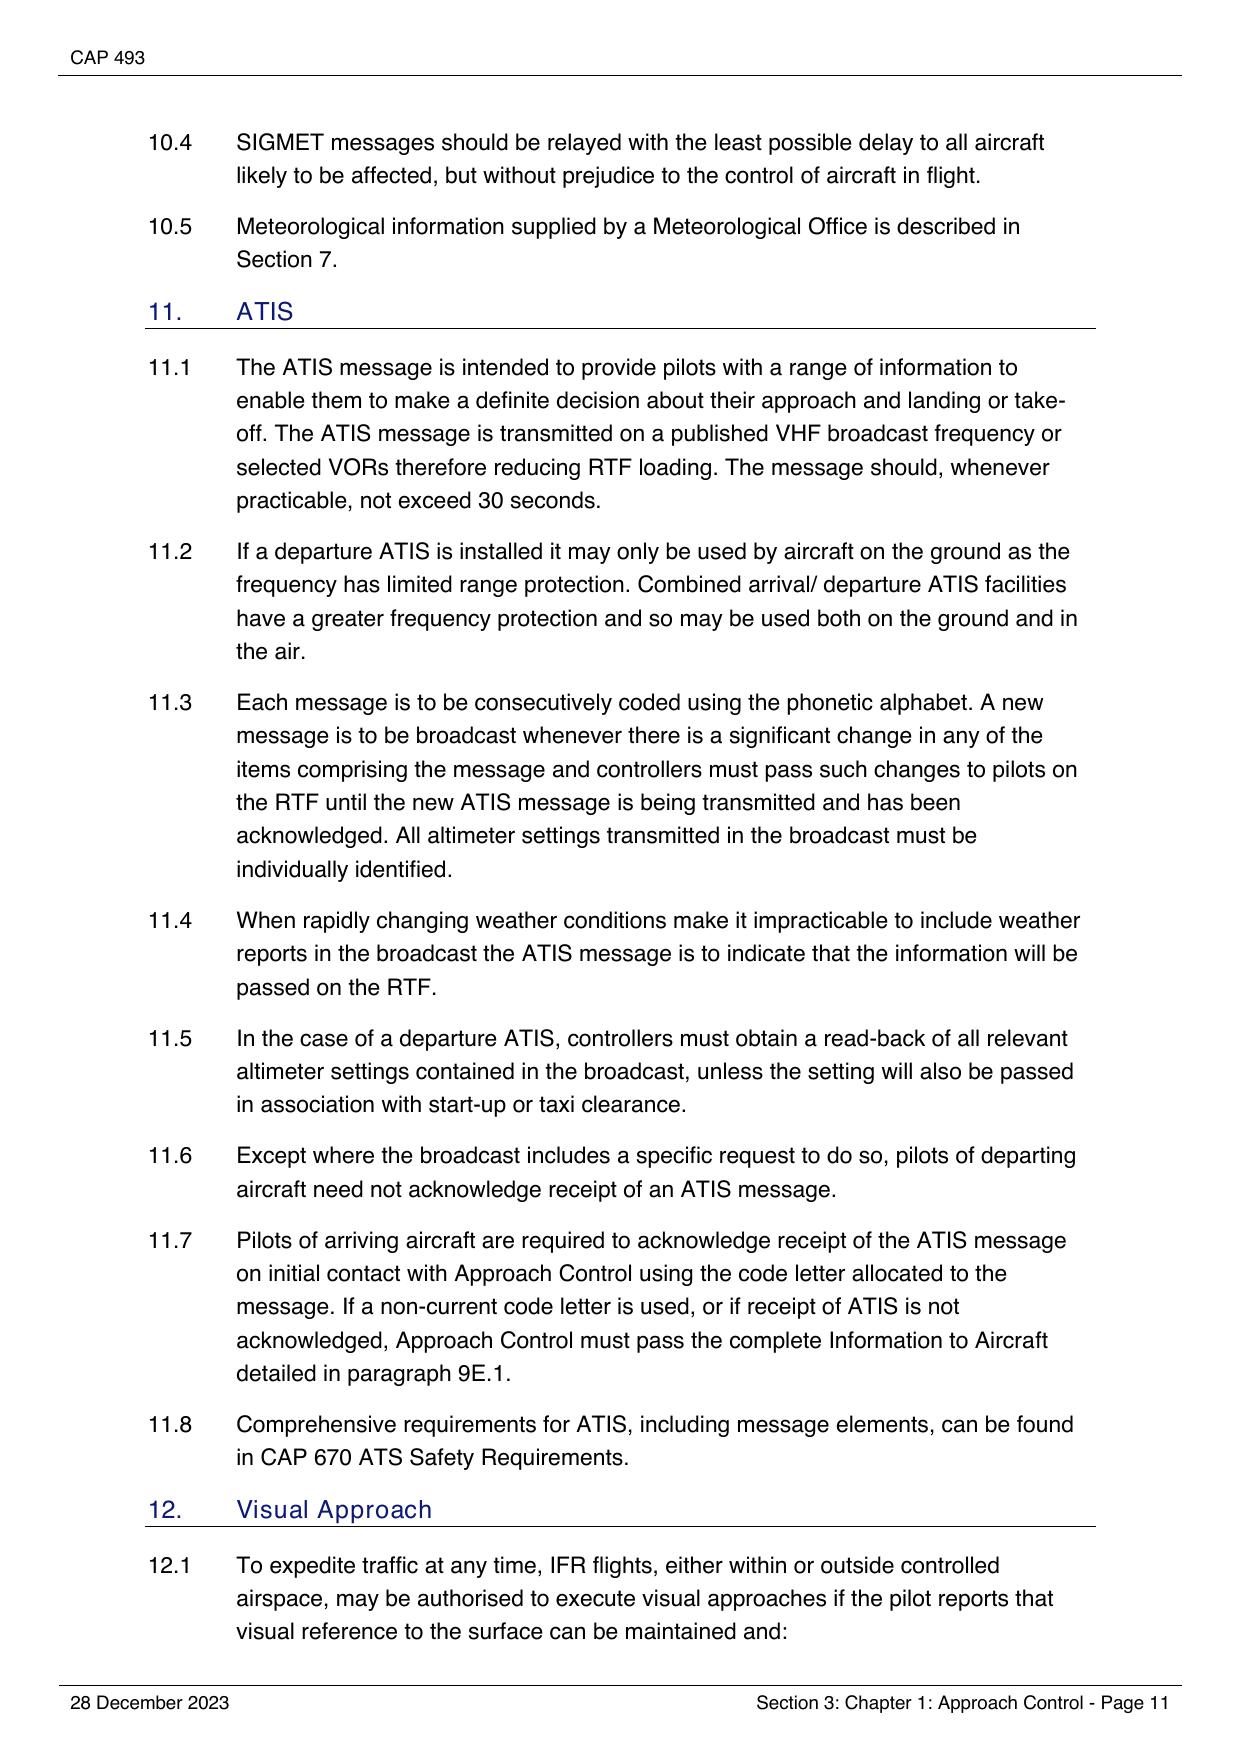 CAP 493
10.4 SIGMET messages should be relayed with the least possible delay to all aircraft
likely to be affected, but without prejudice to the control of aircraft in flight.
10.5 Meteorological information supplied by a Meteorological Office is described in
Section 7.
11. ATIS
11.1 The ATIS message is intended to provide pilots with a range of information to
enable them to make a definite decision about their approach and landing or take-
off. The ATIS message is transmitted on a published VHF broadcast frequency or
selected VORs therefore reducing RTF loading. The message should, whenever
practicable, not exceed 30 seconds.
11.2 If a departure ATIS is installed it may only be used by aircraft on the ground as the
frequency has limited range protection. Combined arrival/ departure ATIS facilities
have a greater frequency protection and so may be used both on the ground and in
the air.
11.3 Each message is to be consecutively coded using the phonetic alphabet. A new
message is to be broadcast whenever there is a significant change in any of the
items comprising the message and controllers must pass such changes to pilots on
the RTF until the new ATIS message is being transmitted and has been
acknowledged. All altimeter settings transmitted in the broadcast must be
individually identified.
11.4 When rapidly changing weather conditions make it impracticable to include weather
reports in the broadcast the ATIS message is to indicate that the information will be
passed on the RTF.
11.5 In the case of a departure ATIS, controllers must obtain a read-back of all relevant
altimeter settings contained in the broadcast, unless the setting will also be passed
in association with start-up or taxi clearance.
11.6 Except where the broadcast includes a specific request to do so, pilots of departing
aircraft need not acknowledge receipt of an ATIS message.
11.7 Pilots of arriving aircraft are required to acknowledge receipt of the ATIS message
on initial contact with Approach Control using the code letter allocated to the
message. If a non-current code letter is used, or if receipt of ATIS is not
acknowledged, Approach Control must pass the complete Information to Aircraft
detailed in paragraph 9E.1.
11.8 Comprehensive requirements for ATIS, including message elements, can be found
in CAP 670 ATS Safety Requirements.
12. Visual Approach
12.1 To expedite traffic at any time, IFR flights, either within or outside controlled
airspace, may be authorised to execute visual approaches if the pilot reports that
visual reference to the surface can be maintained and:
28 December 2023 Section 3: Chapter 1: Approach Control - Page 11